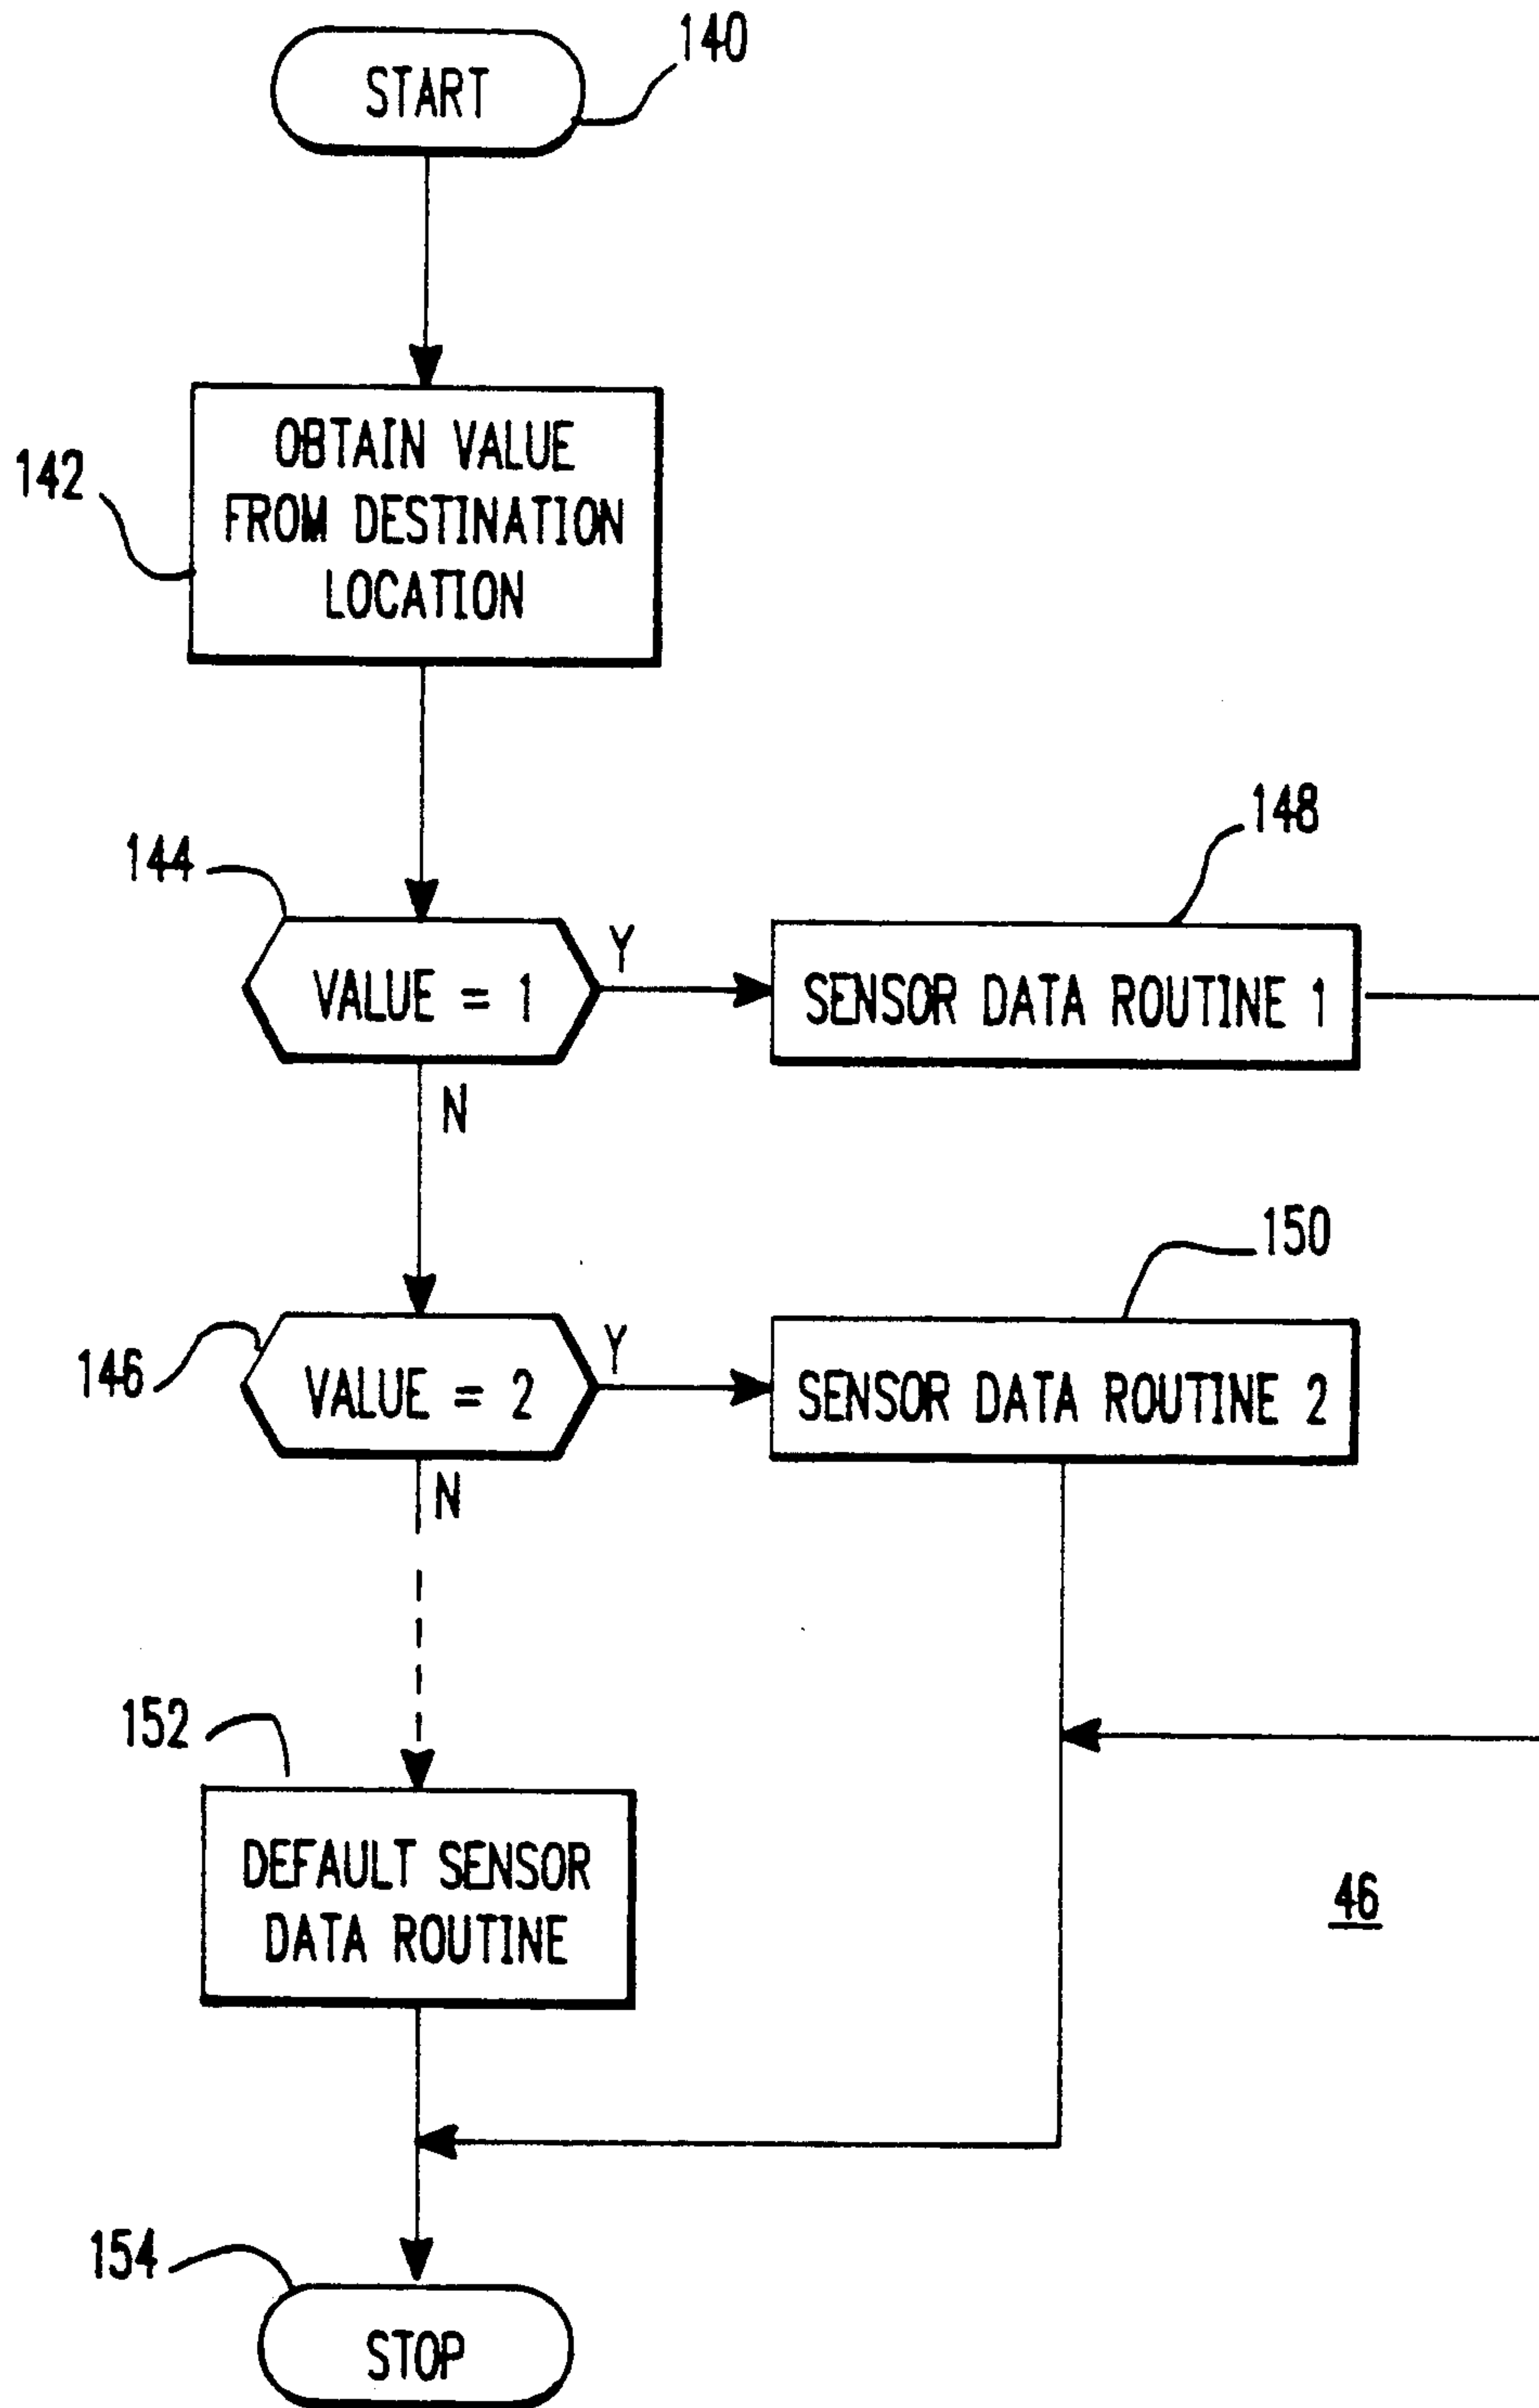 START
140
142
OBTAIN VALUE
FROM DESTINATION
LOCATION
144
VALUE = 1
Y
148
SENSOR DATA ROUTINE 1
N
146
VALUE = 2
Y
150
SENSOR DATA ROUTINE 2
N
152
DEFAULT SENSOR
DATA ROUTINE
46
154
STOP